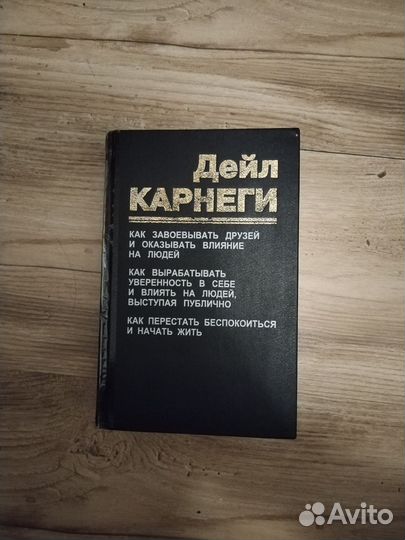 Дейл
КАРНЕГИ
КАК ЗАВОЕВЫВАТЬ ДРУЗЕЙ
И ОКАЗЫВАТЬ ВЛИЯНИЕ
НА ЛЮДЕЙ
КАК ВЫРАБАТЫВАТЬ
УВЕРЕННОСТЬ В СЕБЕ
И ВЛИЯТЬ НА ЛЮДЕЙ,
ВЫСТУПАЯ ПУБЛИЧНО
КАК ПЕРЕСТАТЬ БЕСПОКОИТЬСЯ
И НАЧАТЬ ЖИТЬ
Avito